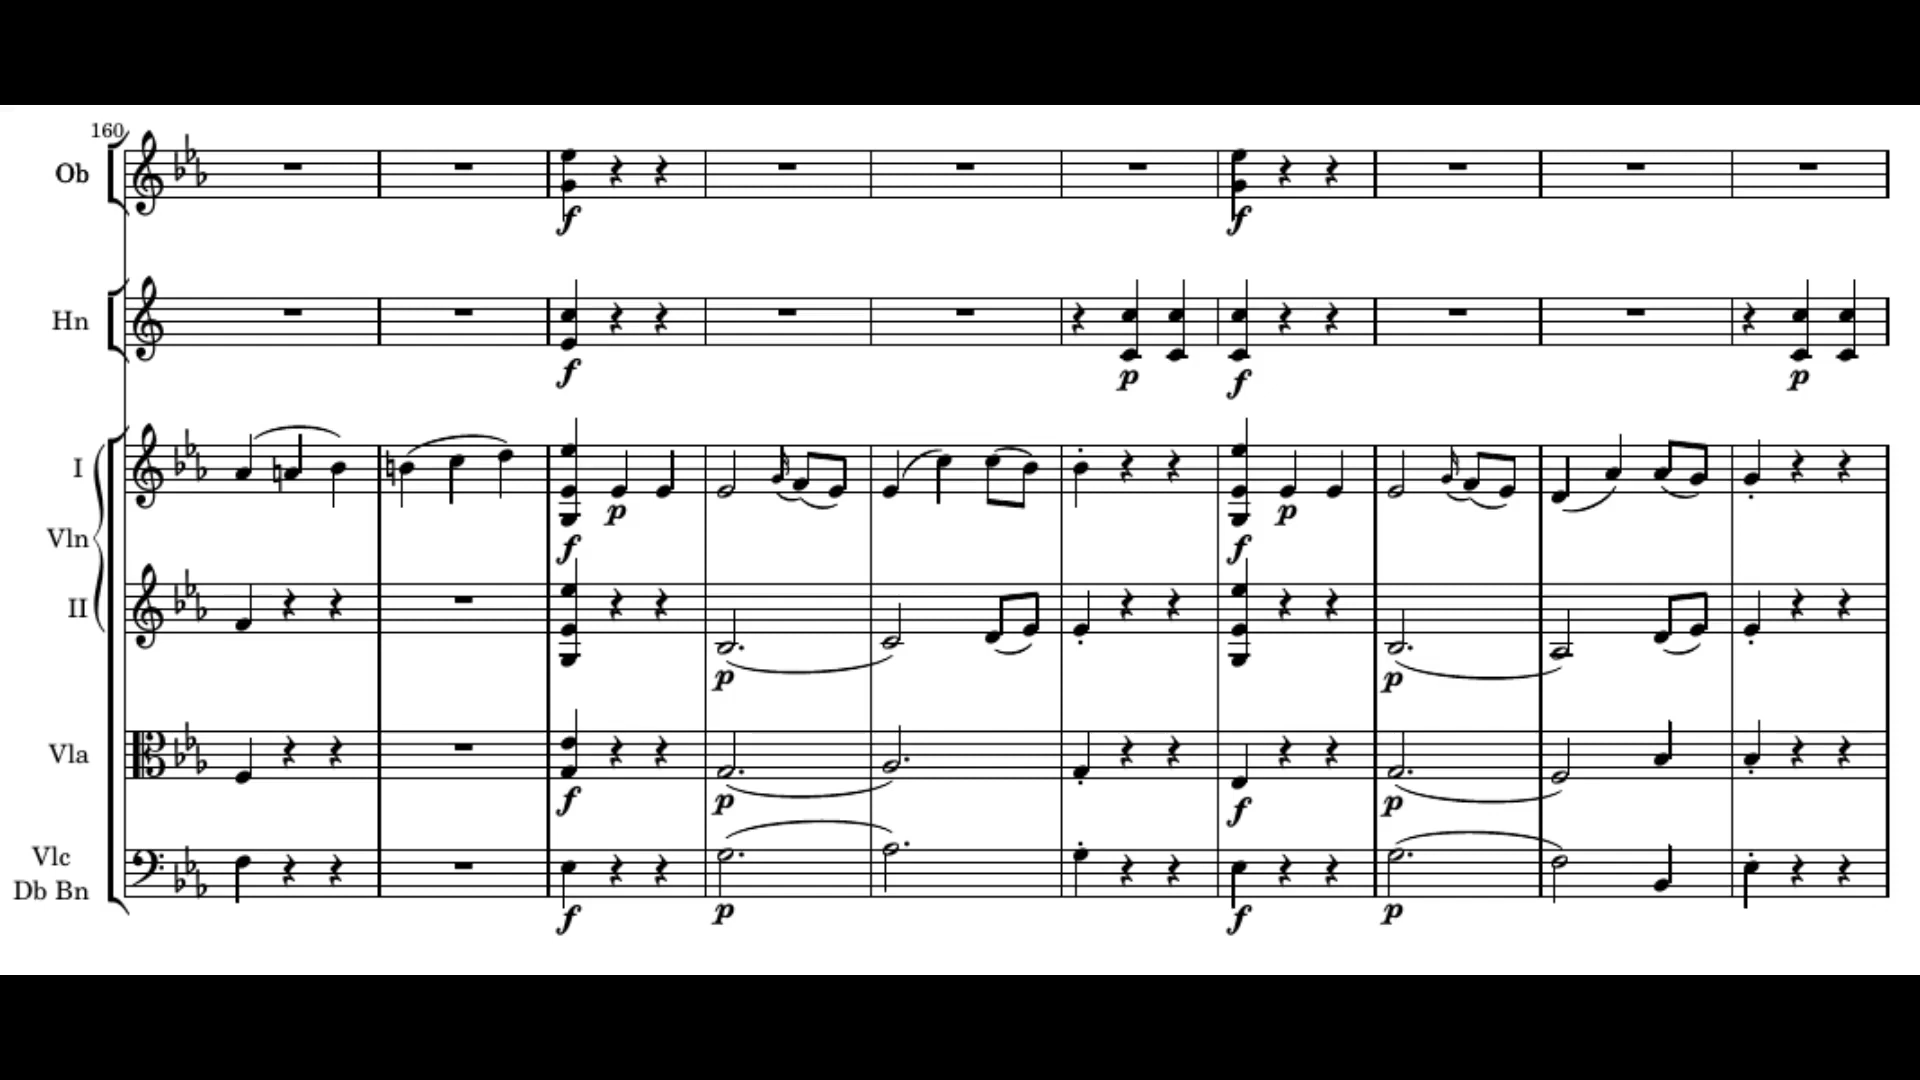 160
Ob
f f
Hn
f p f p
I
p p
f f
Vln
II
p p
Vla
f p f p
Vlc
Db Bn
f p f p